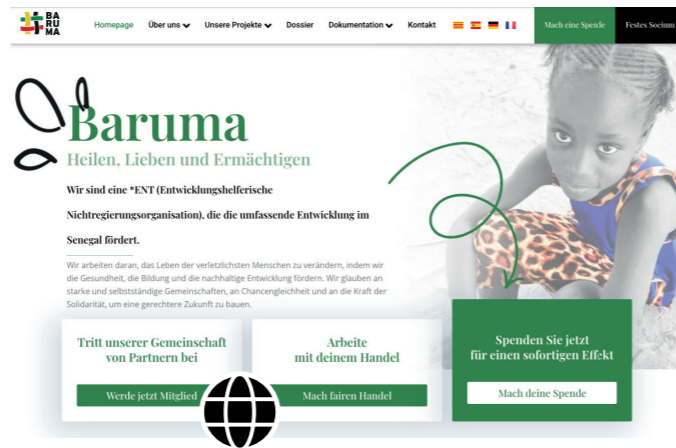 BA
RU
MA
Homepage Über uns Unsere Projekte Dossier Dokumentation Kontakt Mach eine Spende Festes Socium
Baruma
Heilen, Lieben und Ermächtigen
Wir sind eine *ENT (Entwicklungshelferische
Nichtregierungsorganisation), die die umfassende Entwicklung im
Senegal fördert.
Wir arbeiten daran, das Leben der verletzlichsten Menschen zu verändern, indem wir
die Gesundheit, die Bildung und die nachhaltige Entwicklung fördern. Wir glauben an
starke und selbstständige Gemeinschaften, an Chancengleichheit und an die Kraft der
Solidarität, um eine gerechtere Zukunft zu bauen.
Tritt unserer Gemeinschaft
von Partnern bei
Werde jetzt Mitglied
Arbeite
mit deinem Handel
Mach fairen Handel
Spenden Sie jetzt
für einen sofortigen Effekt
Mach deine Spende